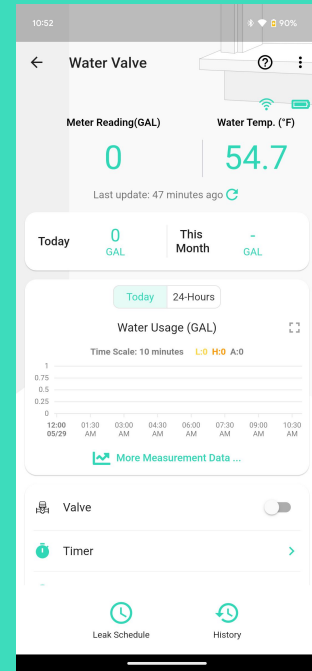 10:52
90%
Water Valve
Meter Reading(GAL)
Water Temp. (°F)
0
54.7
Last update: 47 minutes ago
Today
0
GAL
This
Month
-
GAL
Today
24-Hours
Water Usage (GAL)
Time Scale: 10 minutes L:0 H:0 A:0
1
0.75
0.5
0.25
0
12:00 01:30 03:00 04:30 06:00 07:30 09:00 10:30
05/29 AM AM AM AM AM AM AM
More Measurement Data ...
Valve
Timer
Leak Schedule
History